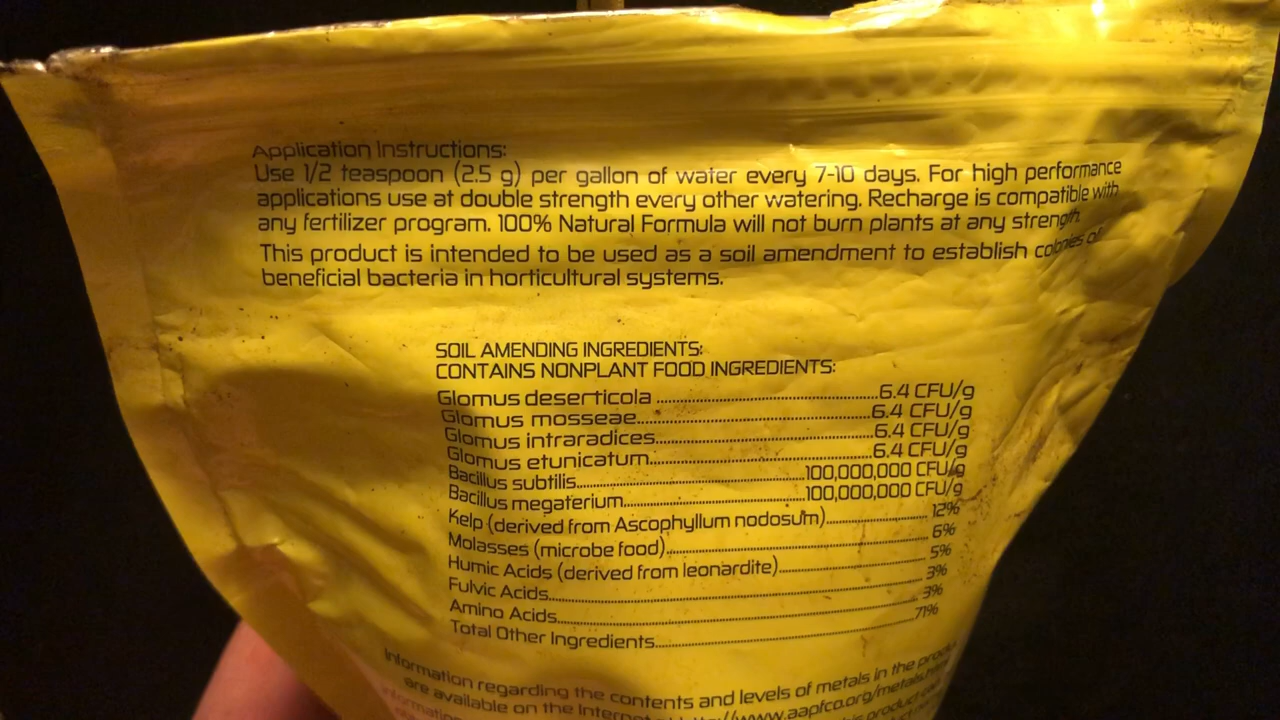 Application Instructions:
Use 1/2 teaspoon (2.5 g) per gallon of water every 7-10 days. For high performance
applications use at double strength every other watering. Recharge is compatible with
any fertilizer program. 100% Natural Formula will not burn plants at any strength.
This product is intended to be used as a soil amendment to establish colonies of
beneficial bacteria in horticultural systems.
SOIL AMENDING INGREDIENTS:
CONTAINS NONPLANT FOOD INGREDIENTS:
Glomus deserticola ........ 6.4 CFU/g
Glomus mosseae........ 6.4 CFU/g
Glomus intraradices........ 6.4 CFU/g
Glomus etunicatum........ 6.4 CFU/g
Bacillus subtilis........ 100,000,000 CFU/g
Bacillus megaterium........ 100,000,000 CFU/g
Kelp (derived from Ascophyllum nodosum)........ 12%
Molasses (microbe food)........ 6%
Humic Acids (derived from leonardite)........ 5%
Fulvic Acids........ 3%
Amino Acids........ 3%
Total Other Ingredients........ 71%
Information regarding the contents and levels of metals in the
are available on the Internet